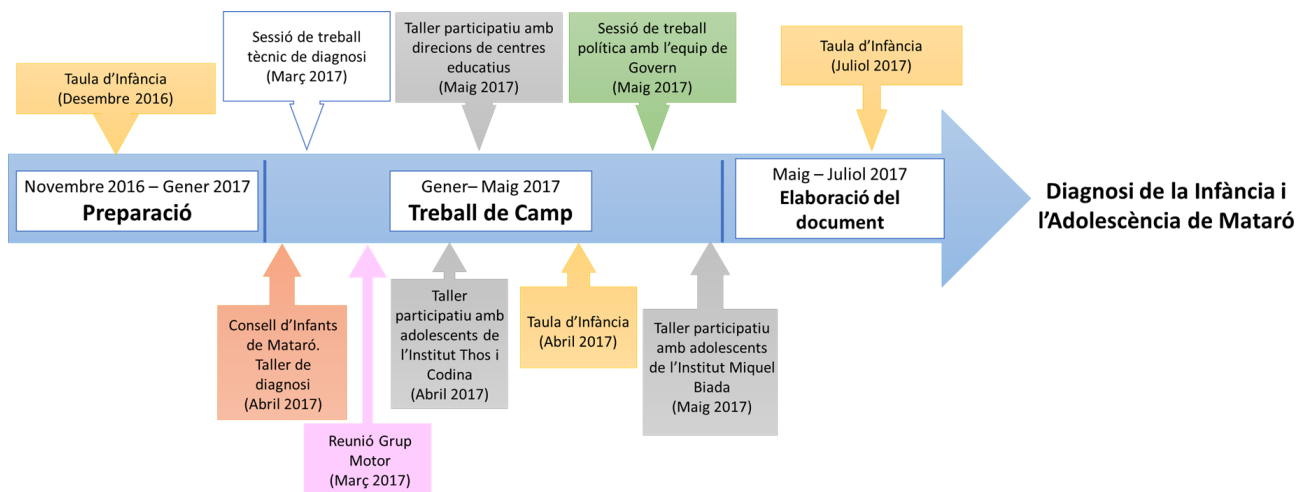 Taula d'Infància
(Desembre 2016)
Sessió de treball
tècnic de diagnosi
(Març 2017)
Taller participatiu amb
direcions de centres
educatius
(Maig 2017)
Sessió de treball
política amb l'equip de
Govern
(Maig 2017)
Taula d'Infància
(Juliol 2017)
Novembre 2016 – Gener 2017
Preparació
Gener– Maig 2017
Treball de Camp
Maig – Juliol 2017
Elaboració del
document
Diagnosi de la Infància i
l'Adolescència de Mataró
Consell d'Infants
de Mataró.
Taller de
diagnosi
(Abril 2017)
Reunió Grup
Motor
(Març 2017)
Taller
participatiu amb
adolescents de
l'Institut Thos i
Codina
(Abril 2017)
Taula d'Infància
(Abril 2017)
Taller participatiu
amb adolescents
de l'Institut Miquel
Biada
(Maig 2017)